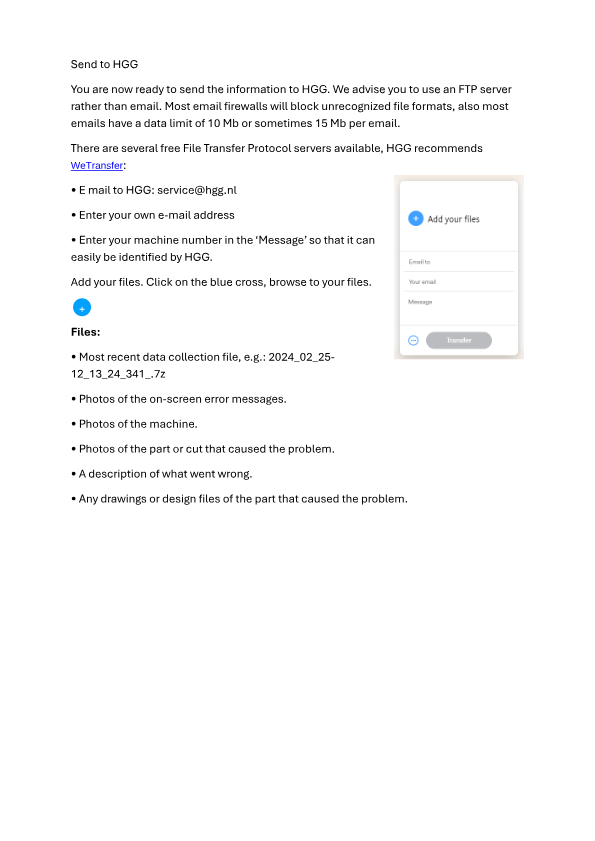 Send to HGG
You are now ready to send the information to HGG. We advise you to use an FTP server
rather than email. Most email firewalls will block unrecognized file formats, also most
emails have a data limit of 10 Mb or sometimes 15 Mb per email.
There are several free File Transfer Protocol servers available, HGG recommends
WeTransfer:
• E mail to HGG: service@hgg.nl
• Enter your own e-mail address
• Enter your machine number in the ‘Message’ so that it can
easily be identified by HGG.
Add your files. Click on the blue cross, browse to your files.
Add your files
Email to
Your email
Message
Transfer
Files:
• Most recent data collection file, e.g.: 2024_02_25-
12_13_24_341_.7z
• Photos of the on-screen error messages.
• Photos of the machine.
• Photos of the part or cut that caused the problem.
• A description of what went wrong.
• Any drawings or design files of the part that caused the problem.